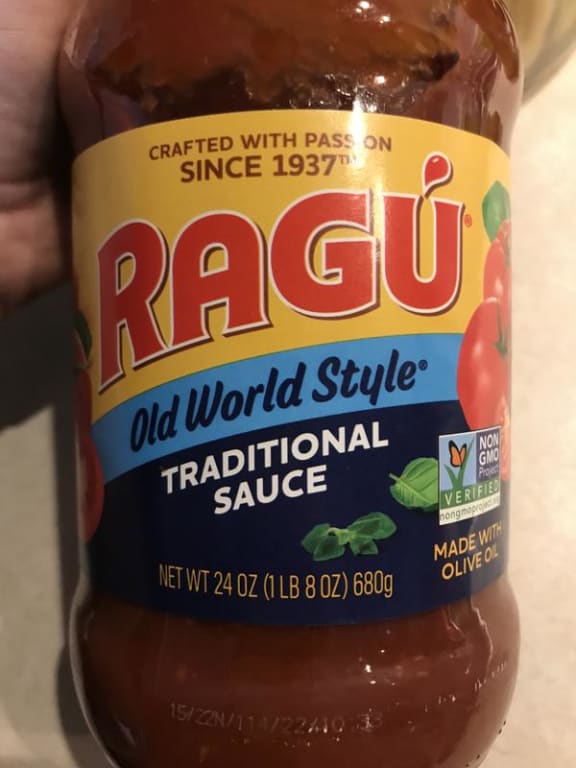 CRAFTED WITH PASSION
SINCE 1937™
RAGÚ®
Old World Style®
TRADITIONAL
SAUCE
NON
GMO
Project
VERIFIED
nongmoproject.org
MADE WITH
OLIVE OIL
NET WT 24 OZ (1 LB 8 OZ) 680g